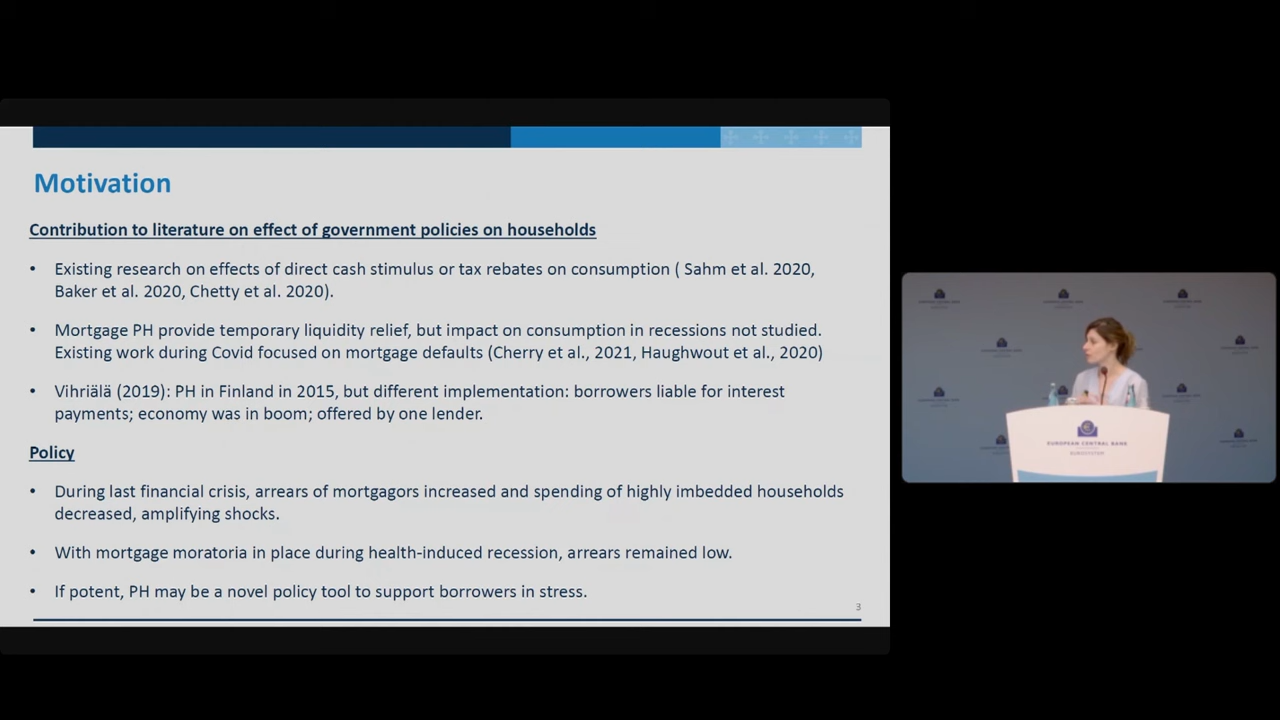 Motivation
Contribution to literature on effect of government policies on households
• Existing research on effects of direct cash stimulus or tax rebates on consumption ( Sahm et al. 2020,
Baker et al. 2020, Chetty et al. 2020).
• Mortgage PH provide temporary liquidity relief, but impact on consumption in recessions not studied.
Existing work during Covid focused on mortgage defaults (Cherry et al., 2021, Haughwout et al., 2020)
• Vihriälä (2019): PH in Finland in 2015, but different implementation: borrowers liable for interest
payments; economy was in boom; offered by one lender.
Policy
• During last financial crisis, arrears of mortgagors increased and spending of highly imbedded households
decreased, amplifying shocks.
• With mortgage moratoria in place during health-induced recession, arrears remained low.
• If potent, PH may be a novel policy tool to support borrowers in stress.
3
EUROPEAN CENTRAL BANK
EUROSYSTEM